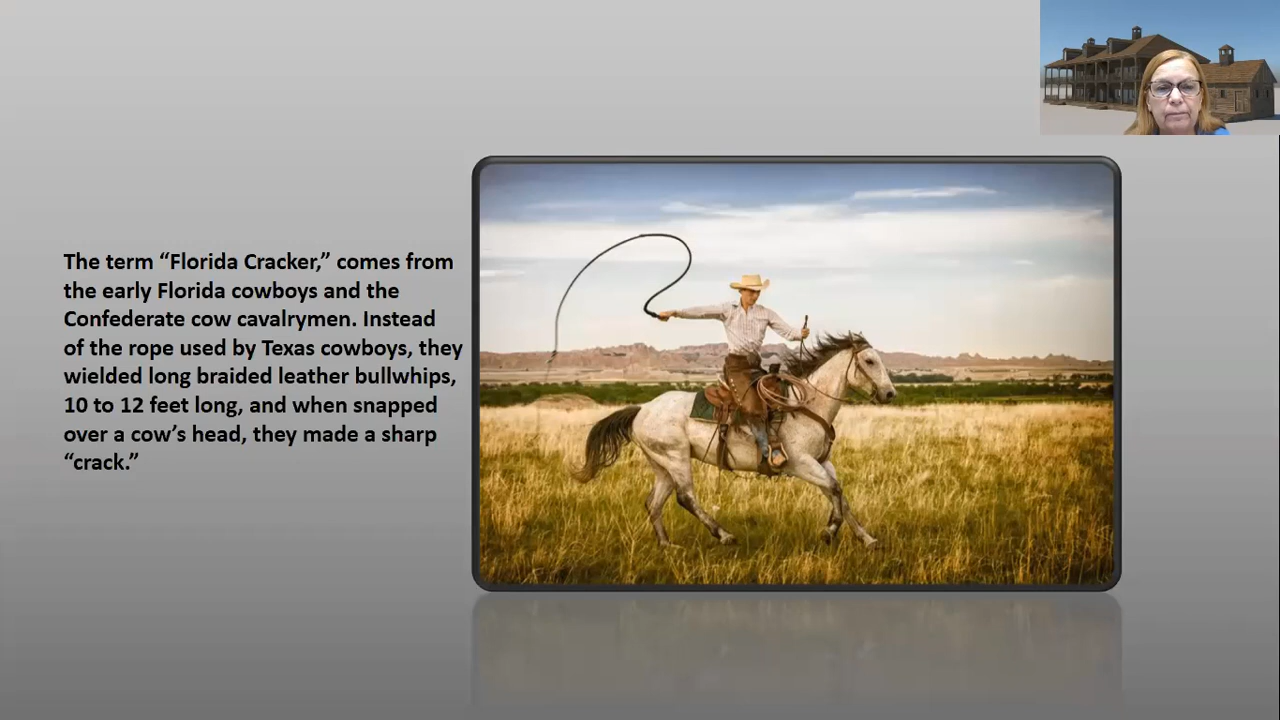 The term “Florida Cracker,” comes from
the early Florida cowboys and the
Confederate cow cavalrymen. Instead
of the rope used by Texas cowboys, they
wielded long braided leather bullwhips,
10 to 12 feet long, and when snapped
over a cow’s head, they made a sharp
“crack.”